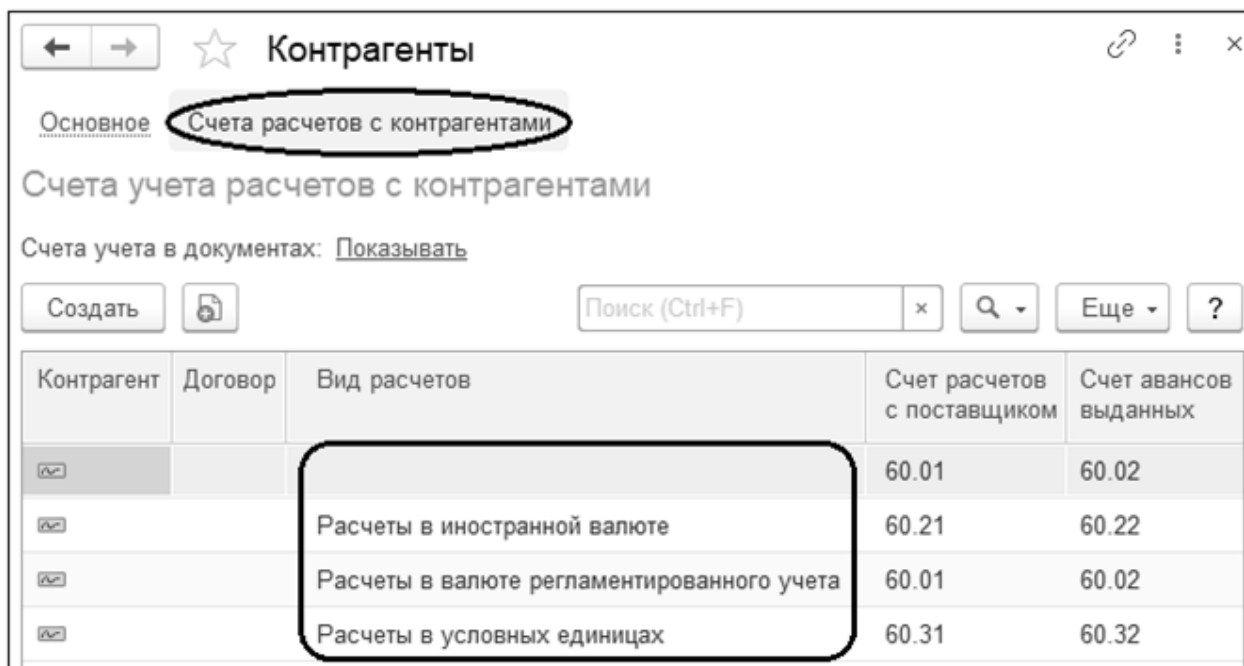 Контрагенты
Основное Счета расчетов с контрагентами
Счета учета расчетов с контрагентами
Счета учета в документах: Показывать
Создать Поиск (Ctrl+F) × Еще ?
Контрагент Договор Вид расчетов Счет расчетов с поставщиком Счет авансов выданных
60.01 60.02
Расчеты в иностранной валюте 60.21 60.22
Расчеты в валюте регламентированного учета 60.01 60.02
Расчеты в условных единицах 60.31 60.32